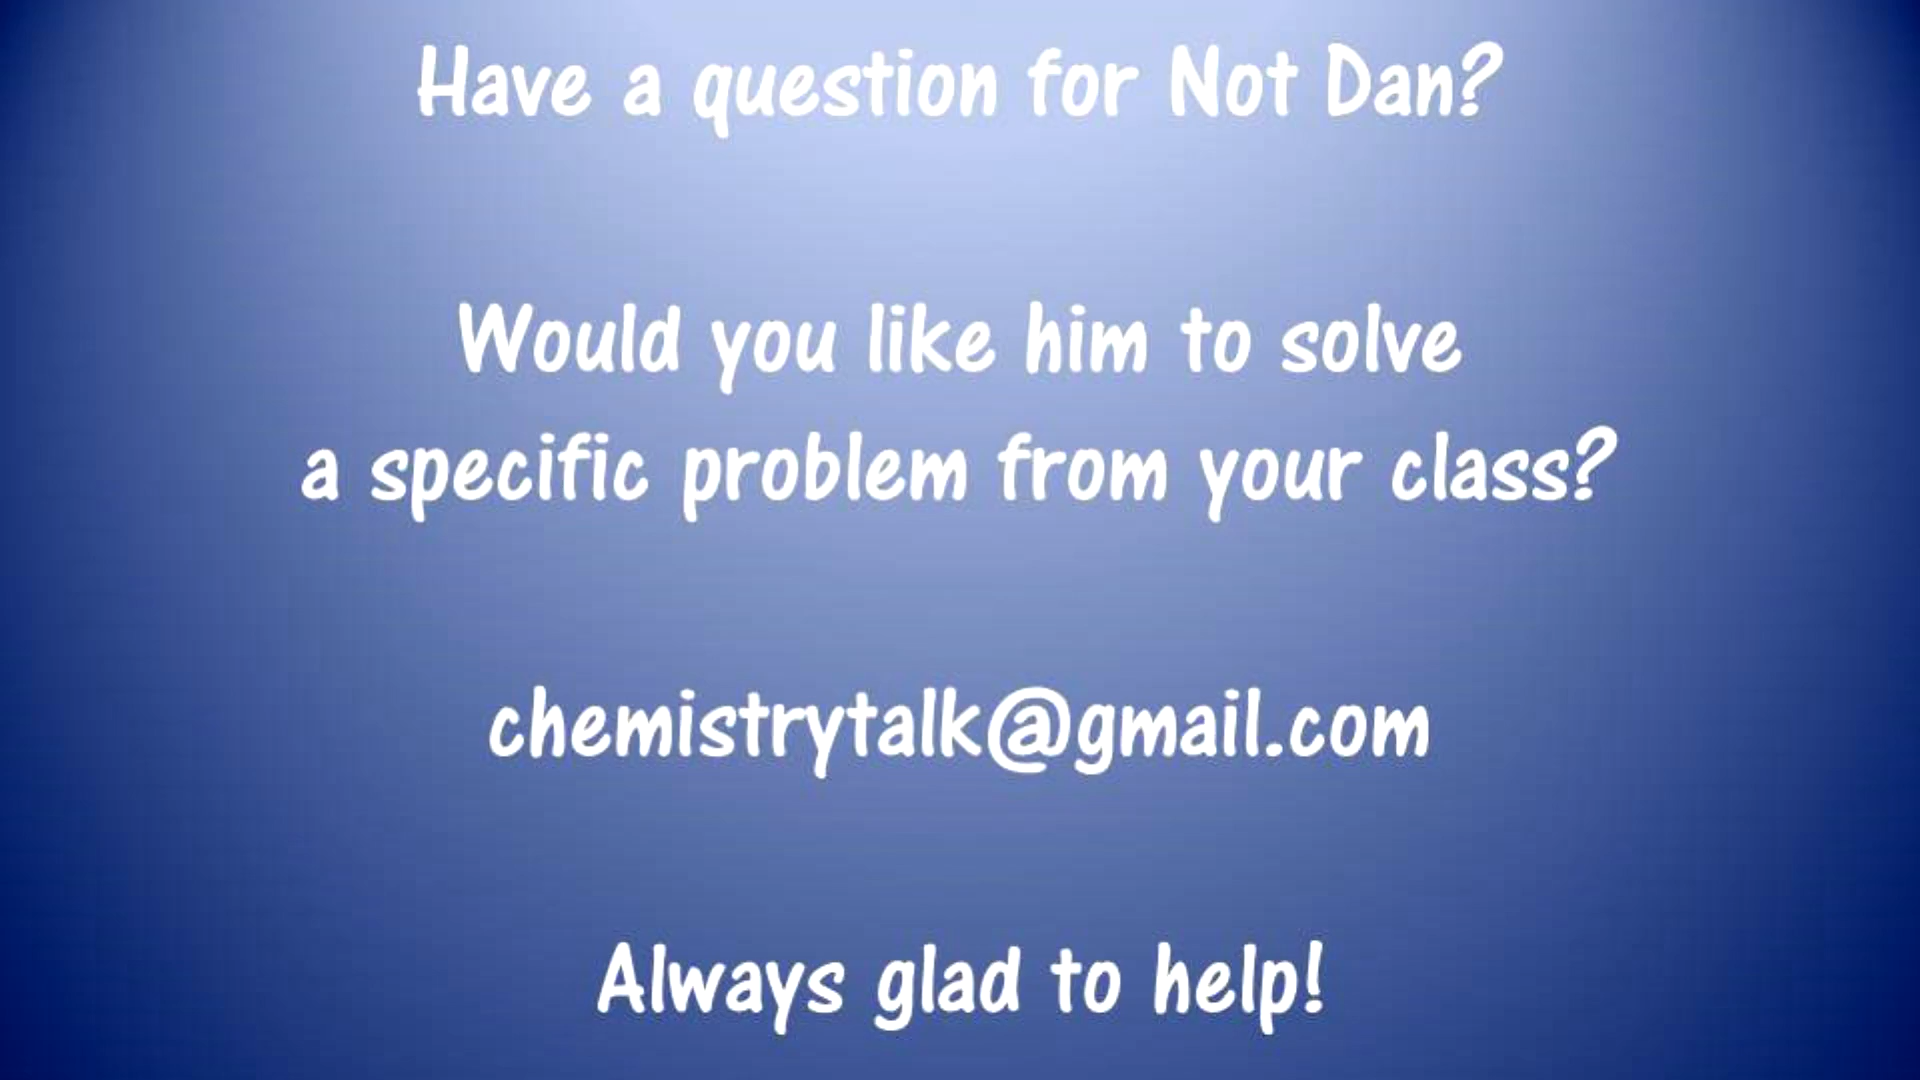 Have a question for Not Dan?
Would you like him to solve
a specific problem from your class?
chemistrytalk@gmail.com
Always glad to help!